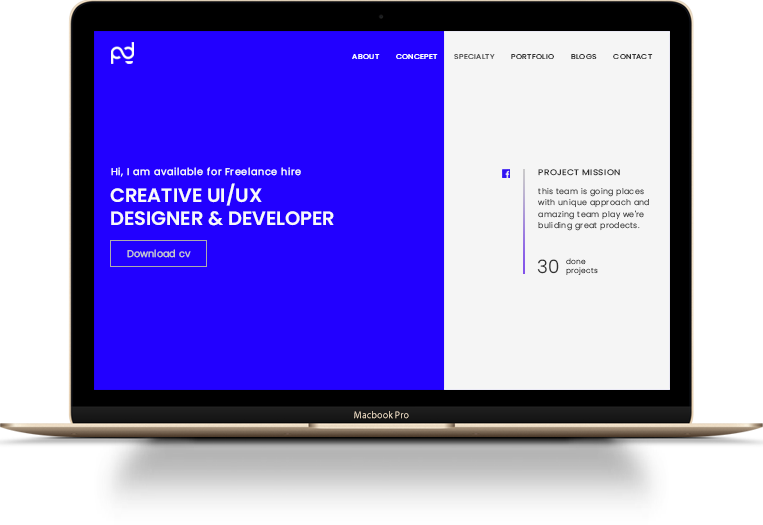 pd
ABOUT CONCEPET SPECIALTY PORTFOLIO BLOGS CONTACT
Hi, I am available for Freelance hire
CREATIVE UI/UX
DESIGNER & DEVELOPER
Download cv
PROJECT MISSION
this team is going places
with unique approach and
amazing team play we're
buliding great prodects.
30 done
projects
Macbook Pro